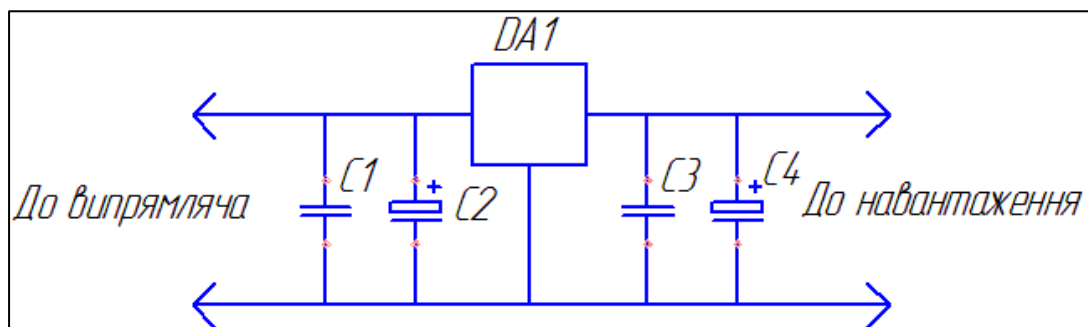 DA1
C1
C2
C3
C4
До випрямляча
До навантаження